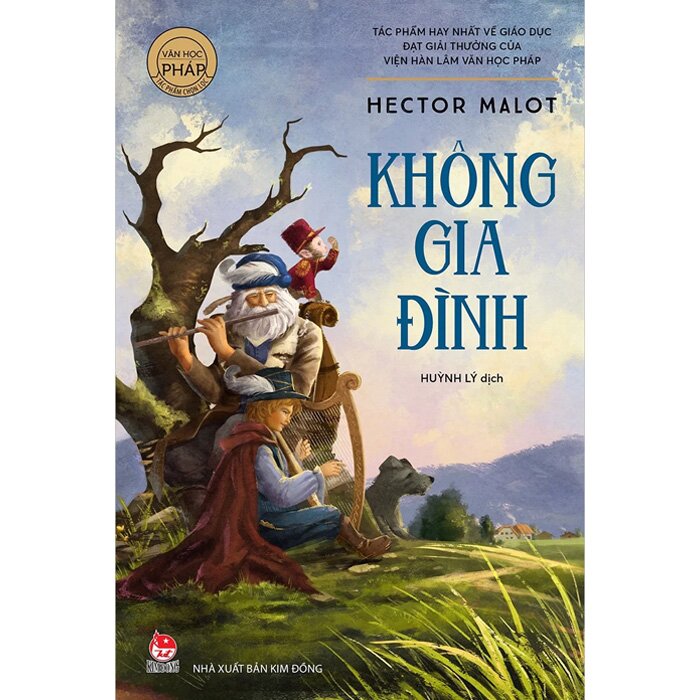 VĂN HỌC
PHÁP
TÁC PHẨM CHỌN LỌC
TÁC PHẨM HAY NHẤT VỀ GIÁO DỤC
ĐẠT GIẢI THƯỞNG CỦA
VIỆN HÀN LÂM VĂN HỌC PHÁP
HECTOR MALOT
KHÔNG
GIA
ĐÌNH
HUỲNH LÝ dịch
KIM ĐỒNG
NHÀ XUẤT BẢN KIM ĐỒNG